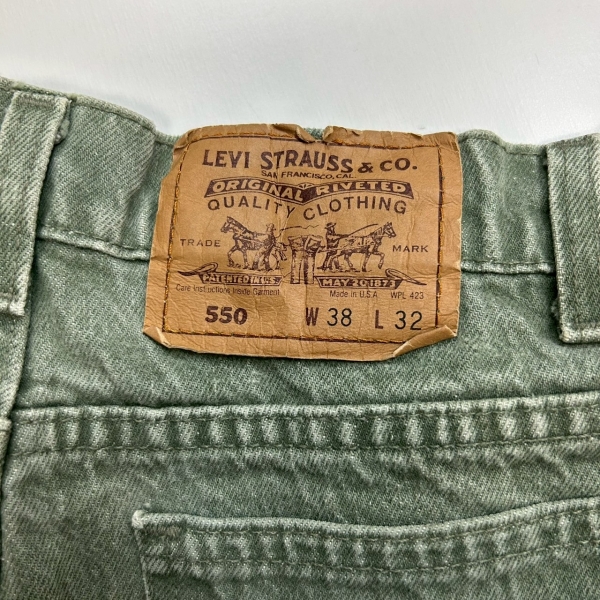 LEVI STRAUSS & CO.
SAN FRANCISCO, CAL.
ORIGINAL RIVETED
QUALITY CLOTHING
TRADE MARK
PATENTED IN U.S. MAY 20 1873
Care Instructions Inside Garment Made in U.S.A WPL 423
550 W 38 L 32